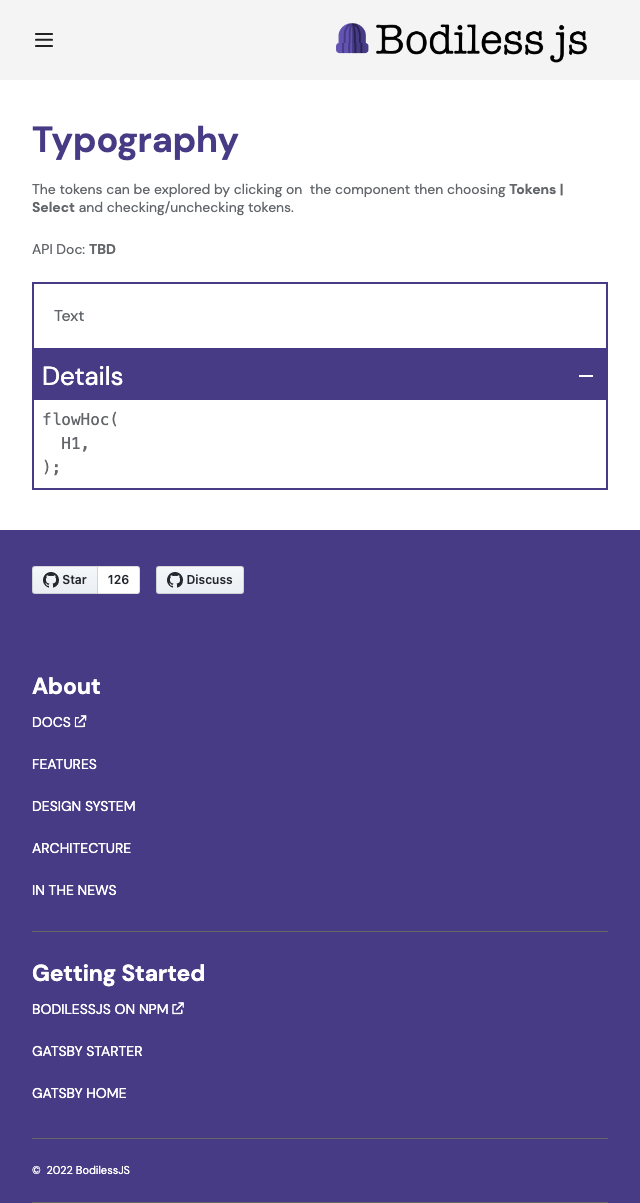 Bodiless js
Typography
The tokens can be explored by clicking on  the component then choosing Tokens |
Select and checking/unchecking tokens.
API Doc: TBD
Text
Details
flowHoc(
  H1,
);
Star 126 Discuss
About
DOCS
FEATURES
DESIGN SYSTEM
ARCHITECTURE
IN THE NEWS
Getting Started
BODILESSJS ON NPM
GATSBY STARTER
GATSBY HOME
© 2022 BodilessJS